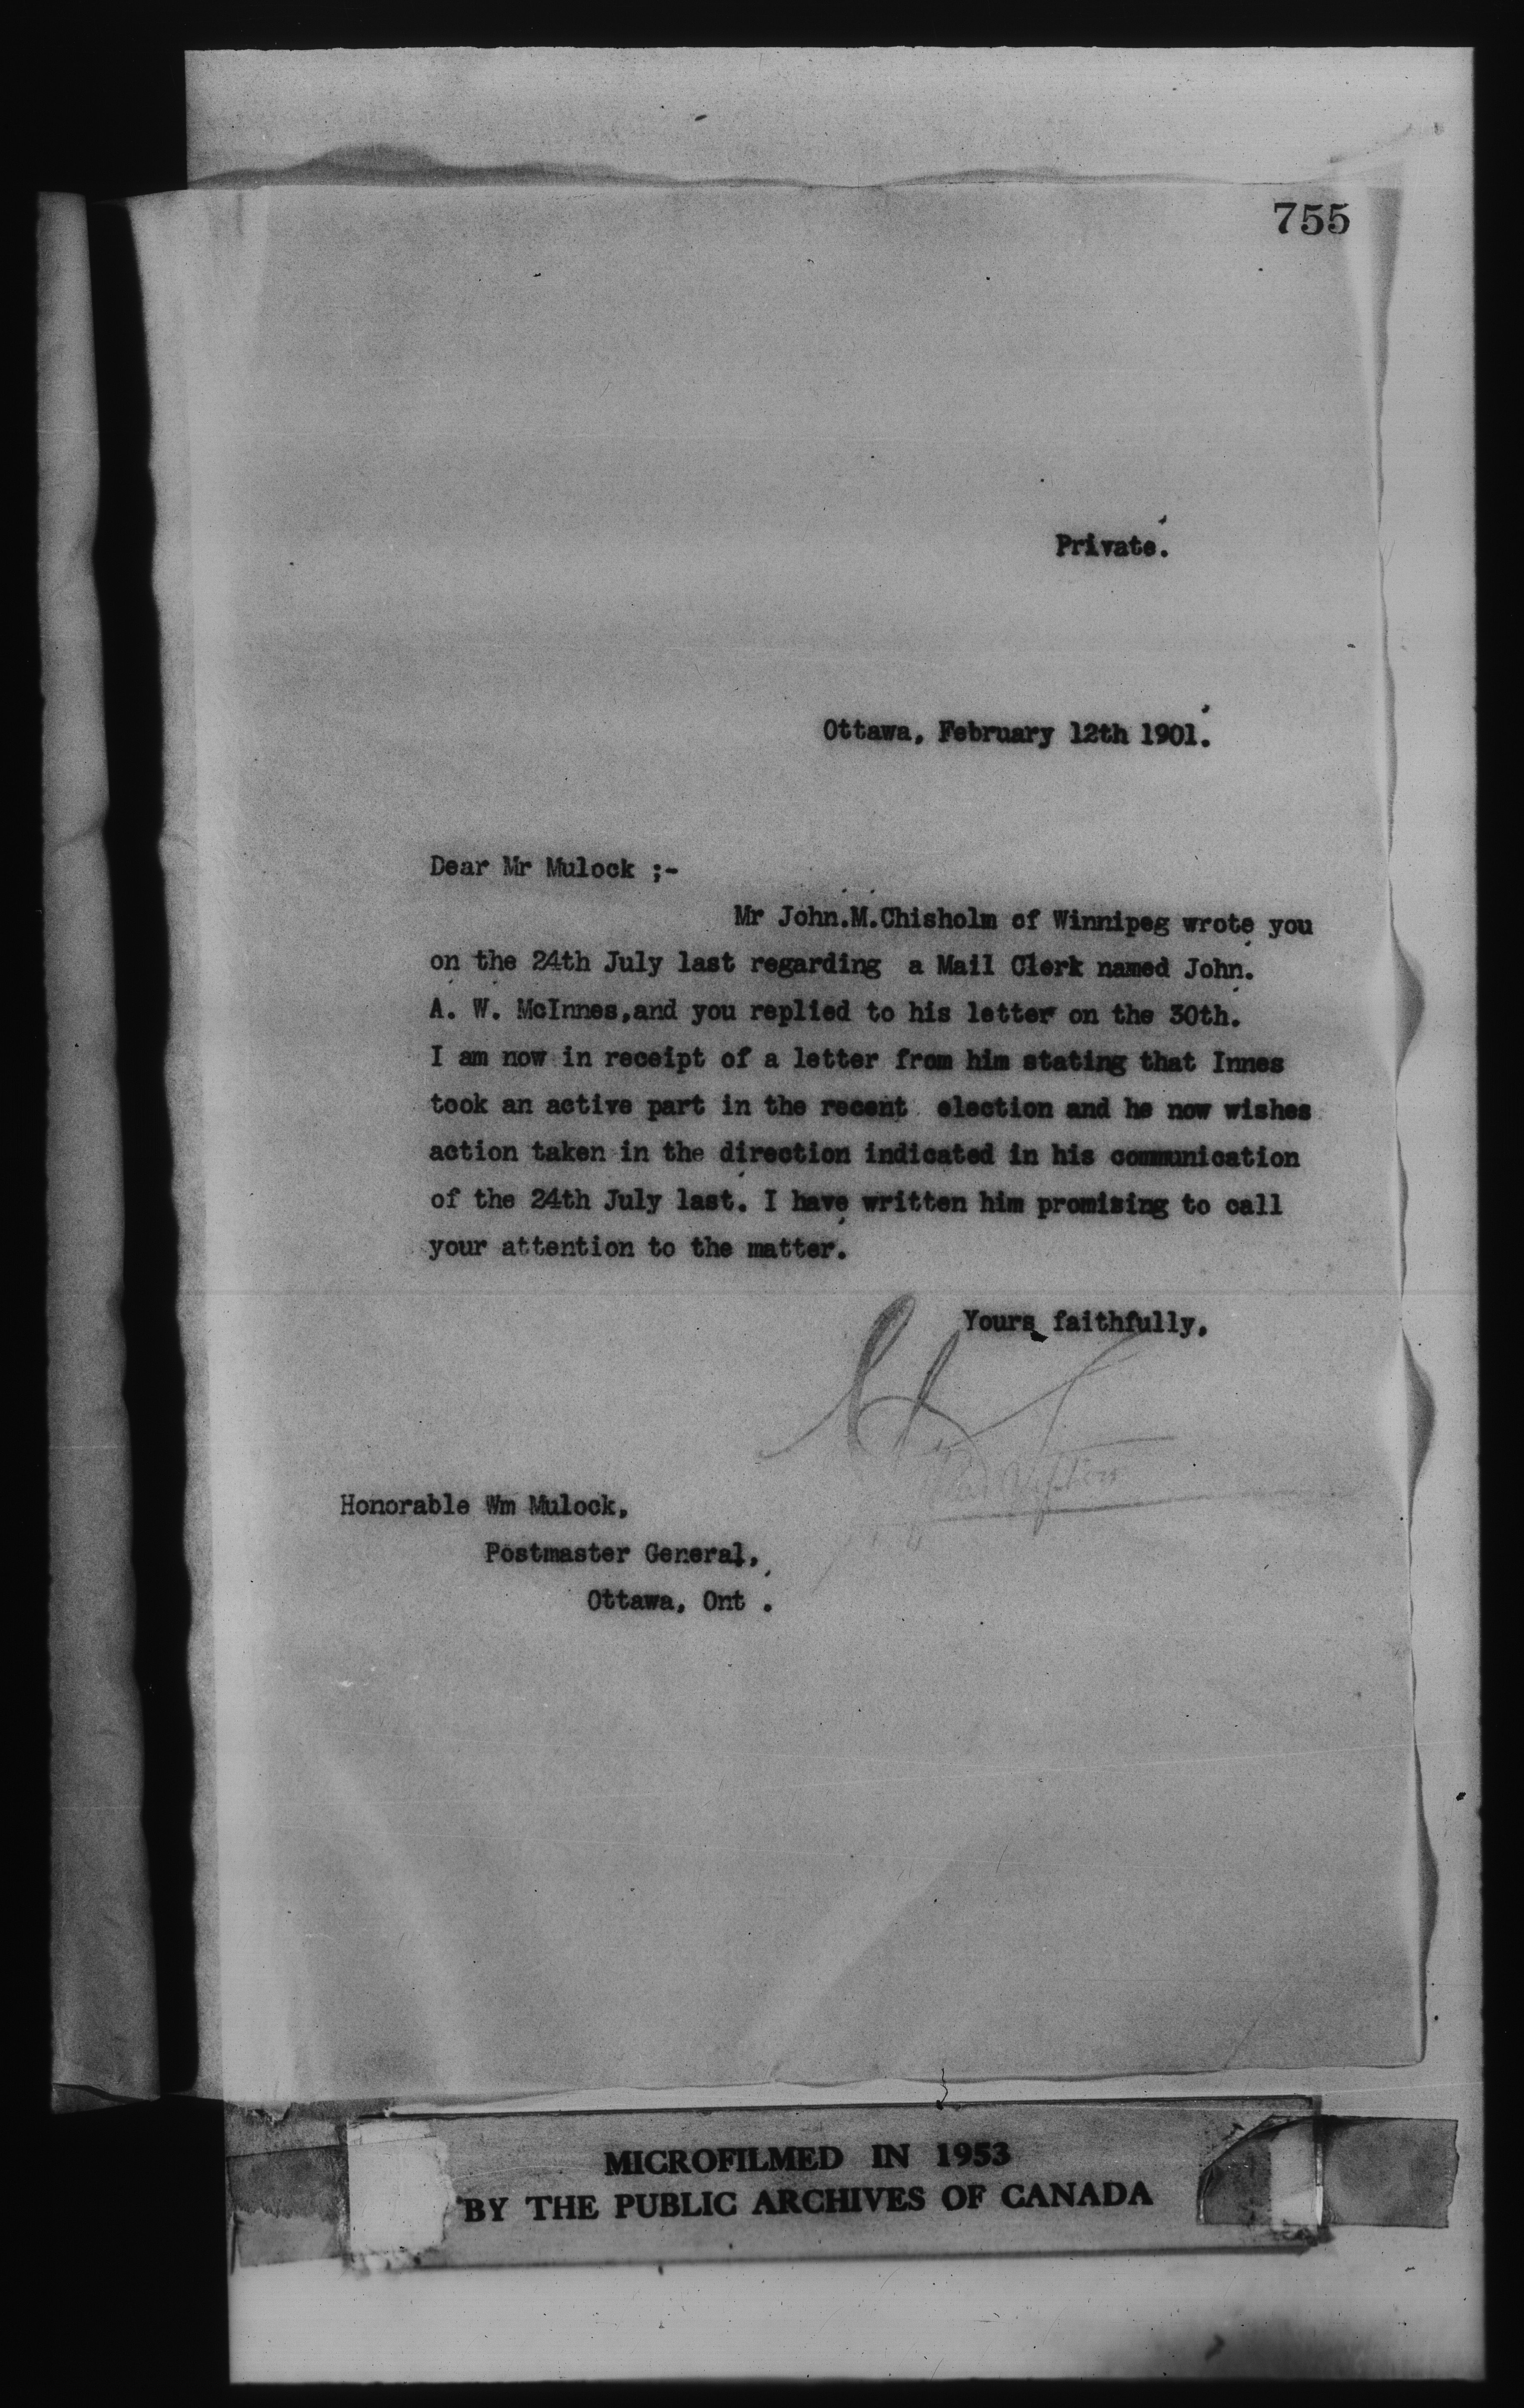 755
Private.
Ottawa, February 12th 1901.
Dear Mr Mulock ;-
Mr John.M.Chisholm of Winnipeg wrote you
on the 24th July last regarding a Mail Clerk named John.
A. W. McInnes,and you replied to his letter on the 30th.
I am now in receipt of a letter from him stating that Innes
took an active part in the recent election and he now wishes
action taken in the direction indicated in his communication
of the 24th July last. I have written him promising to call
your attention to the matter.
Yours faithfully,
Honorable Wm Mulock,
Postmaster General,
Ottawa, Ont .
MICROFILMED IN 1953
BY THE PUBLIC ARCHIVES OF CANADA